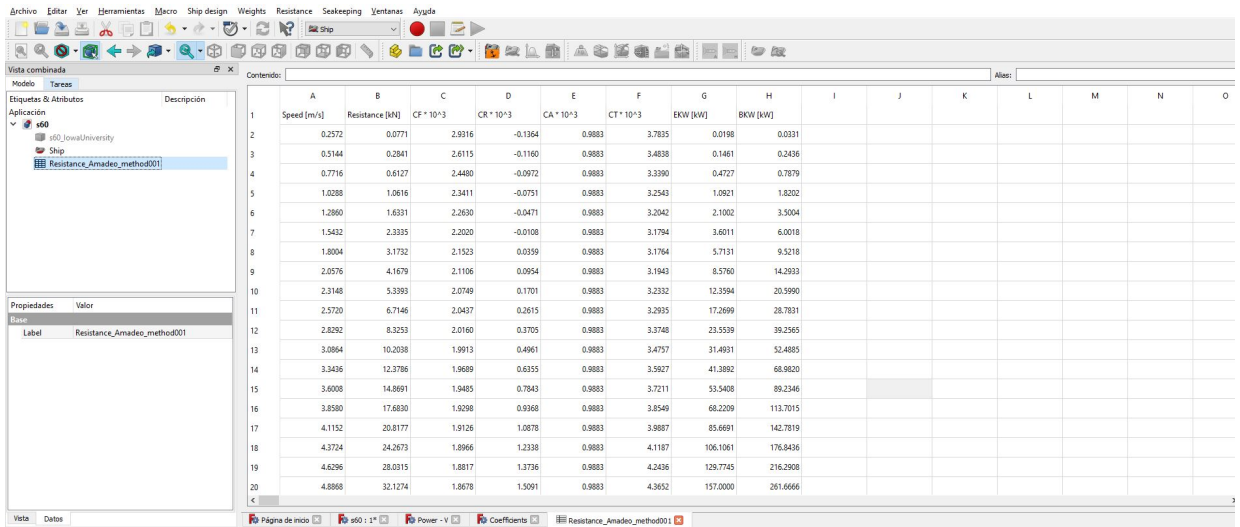 Archivo Editar Ver Herramientas Macro Ship design Weights Resistance Seakeeping Ventanas Ayuda
Ship
Vista combinada
Contenido: Alias:
Modelo Tareas
Etiquetas & Atributos Descripción
Aplicación
s60
s60_IowaUniversity
Ship
Resistance_Amadeo_method001
Propiedades Valor
Base
Label Resistance_Amadeo_method001
Vista Datos
A B C D E F G H I J K L M N O
1 Speed [m/s] Resistance [kN] CF * 10^3 CR * 10^3 CA * 10^3 CT * 10^3 EKW [kW] BKW [kW]
2 0.2572 0.0771 2.9316 -0.1364 0.9883 3.7835 0.0198 0.0331
3 0.5144 0.2841 2.6115 -0.1160 0.9883 3.4838 0.1461 0.2436
4 0.7716 0.6127 2.4480 -0.0972 0.9883 3.3390 0.4727 0.7879
5 1.0288 1.0616 2.3411 -0.0751 0.9883 3.2543 1.0921 1.8202
6 1.2860 1.6331 2.2630 -0.0471 0.9883 3.2042 2.1002 3.5004
7 1.5432 2.3335 2.2020 -0.0108 0.9883 3.1794 3.6011 6.0018
8 1.8004 3.1732 2.1523 0.0359 0.9883 3.1764 5.7131 9.5218
9 2.0576 4.1679 2.1106 0.0954 0.9883 3.1943 8.5760 14.2933
10 2.3148 5.3393 2.0749 0.1701 0.9883 3.2332 12.3594 20.5990
11 2.5720 6.7146 2.0437 0.2615 0.9883 3.2935 17.2699 28.7831
12 2.8292 8.3253 2.0160 0.3705 0.9883 3.3748 23.5539 39.2565
13 3.0864 10.2038 1.9913 0.4961 0.9883 3.4757 31.4931 52.4885
14 3.3436 12.3786 1.9689 0.6355 0.9883 3.5927 41.3892 68.9820
15 3.6008 14.8691 1.9485 0.7843 0.9883 3.7211 53.5408 89.2346
16 3.8580 17.6830 1.9298 0.9368 0.9883 3.8549 68.2209 113.7015
17 4.1152 20.8177 1.9126 1.0878 0.9883 3.9887 85.6691 142.7819
18 4.3724 24.2673 1.8966 1.2338 0.9883 4.1187 106.1061 176.8436
19 4.6296 28.0315 1.8817 1.3736 0.9883 4.2436 129.7745 216.2908
20 4.8868 32.1274 1.8678 1.5091 0.9883 4.3652 157.0000 261.6666
Página de inicio s60 : 1* Power - V Coefficients Resistance_Amadeo_method001